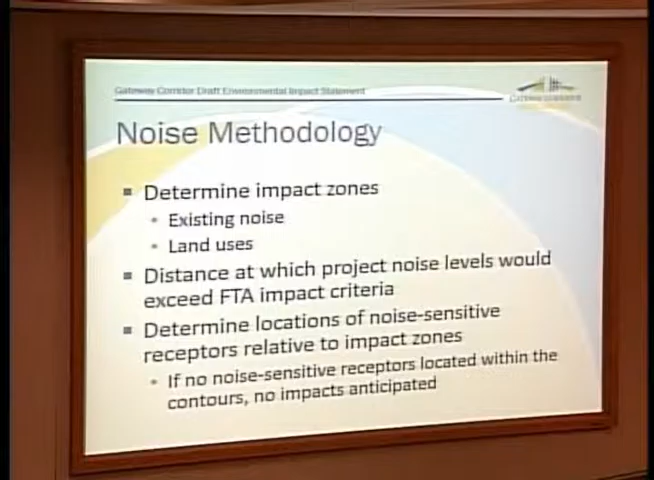 Gateway Corridor Draft Environmental Impact Statement
Noise Methodology
Determine impact zones
Existing noise
Land uses
Distance at which project noise levels would
exceed FTA impact criteria
Determine locations of noise-sensitive
receptors relative to impact zones
If no noise-sensitive receptors located within the
contours, no impacts anticipated